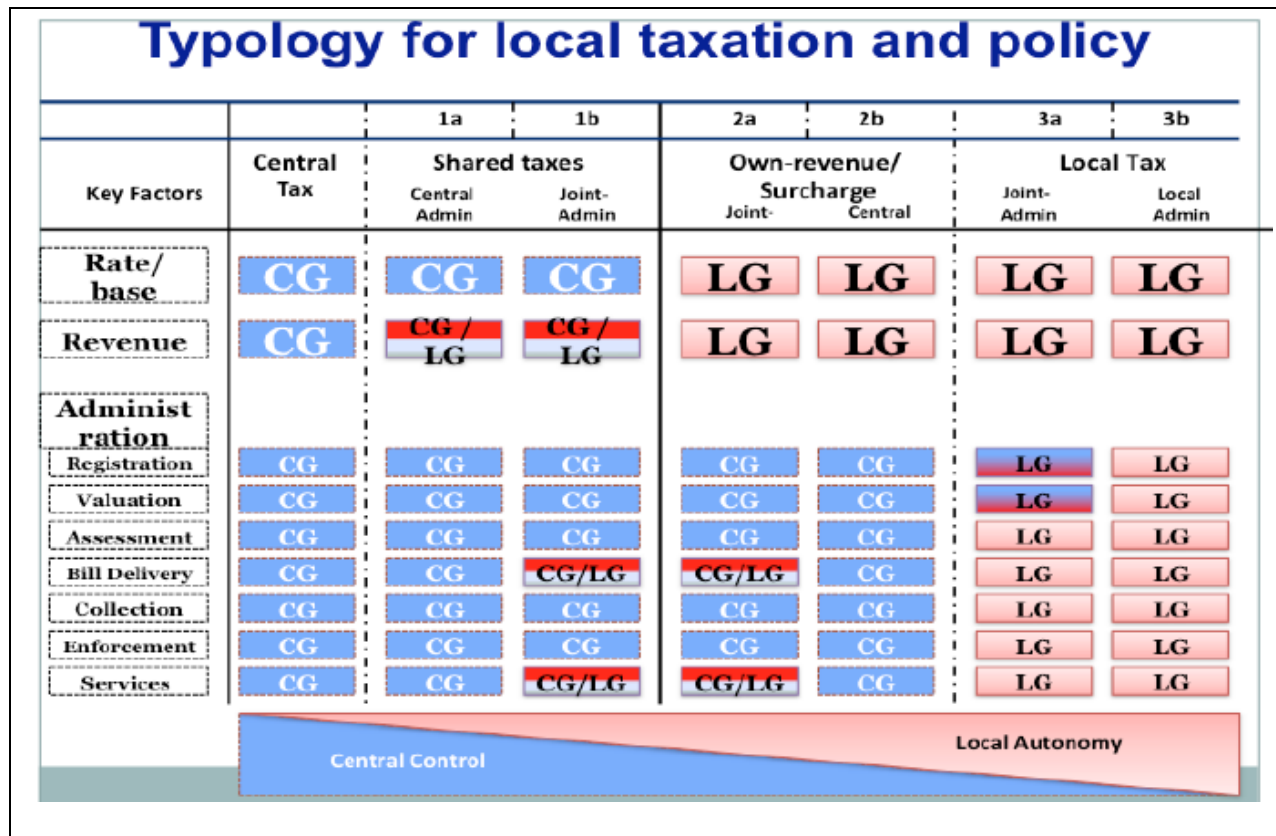 Typology for local taxation and policy
1a 1b 2a 2b 3a 3b
Key Factors
Central
Tax
Shared taxes
Central
Admin
Joint-
Admin
Own-revenue/
Surcharge
Joint- Central
Local Tax
Joint-
Admin
Local
Admin
Rate/
base
CG CG CG LG LG LG LG
Revenue
CG CG /
LG CG /
LG LG LG LG LG
Administ
ration
Registration CG CG CG CG CG LG LG
Valuation CG CG CG CG CG LG LG
Assessment CG CG CG CG CG LG LG
Bill Delivery CG CG CG/LG CG/LG CG LG LG
Collection CG CG CG CG CG LG LG
Enforcement CG CG CG CG CG LG LG
Services CG CG CG/LG CG/LG CG LG LG
Central Control
Local Autonomy